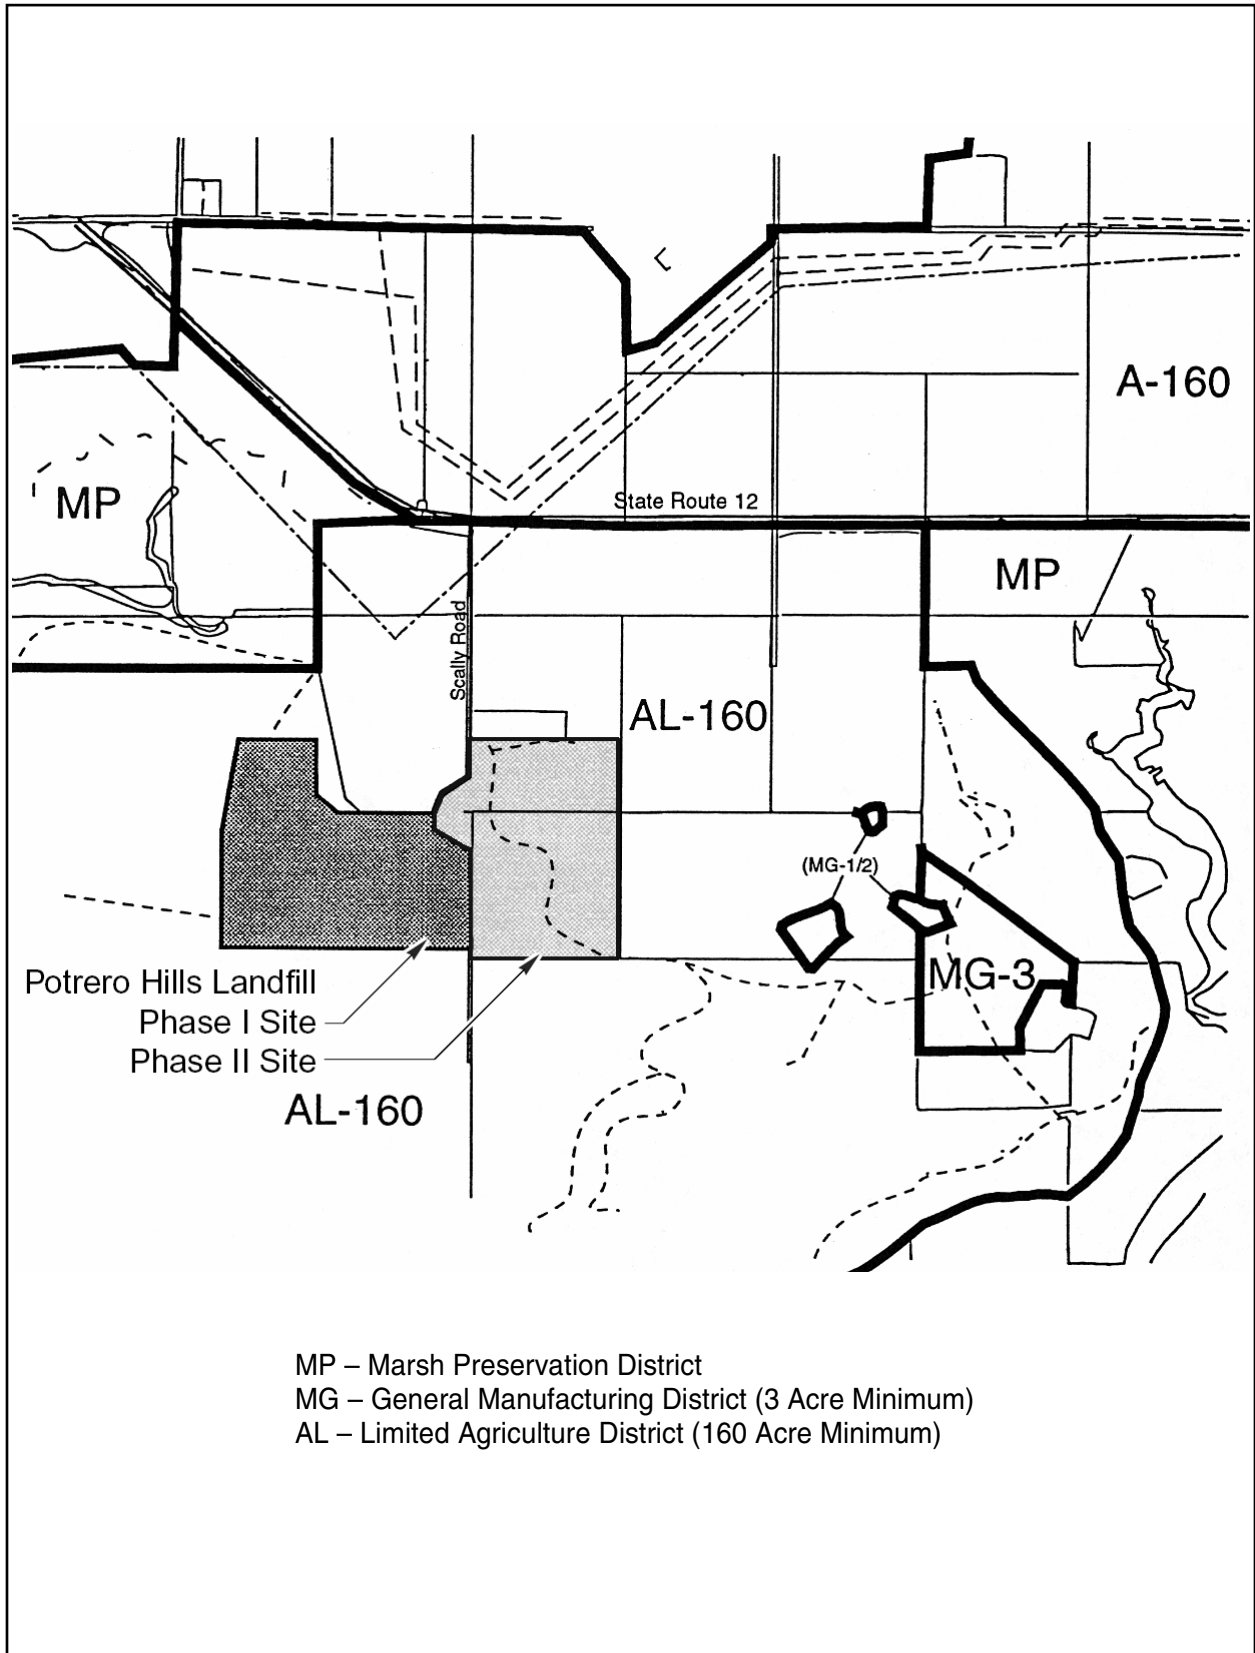 A-160
MP
State Route 12
MP
Scally Road
AL-160
(MG-1/2)
MG-3
Potrero Hills Landfill
Phase I Site
Phase II Site
AL-160
MP – Marsh Preservation District
MG – General Manufacturing District (3 Acre Minimum)
AL – Limited Agriculture District (160 Acre Minimum)